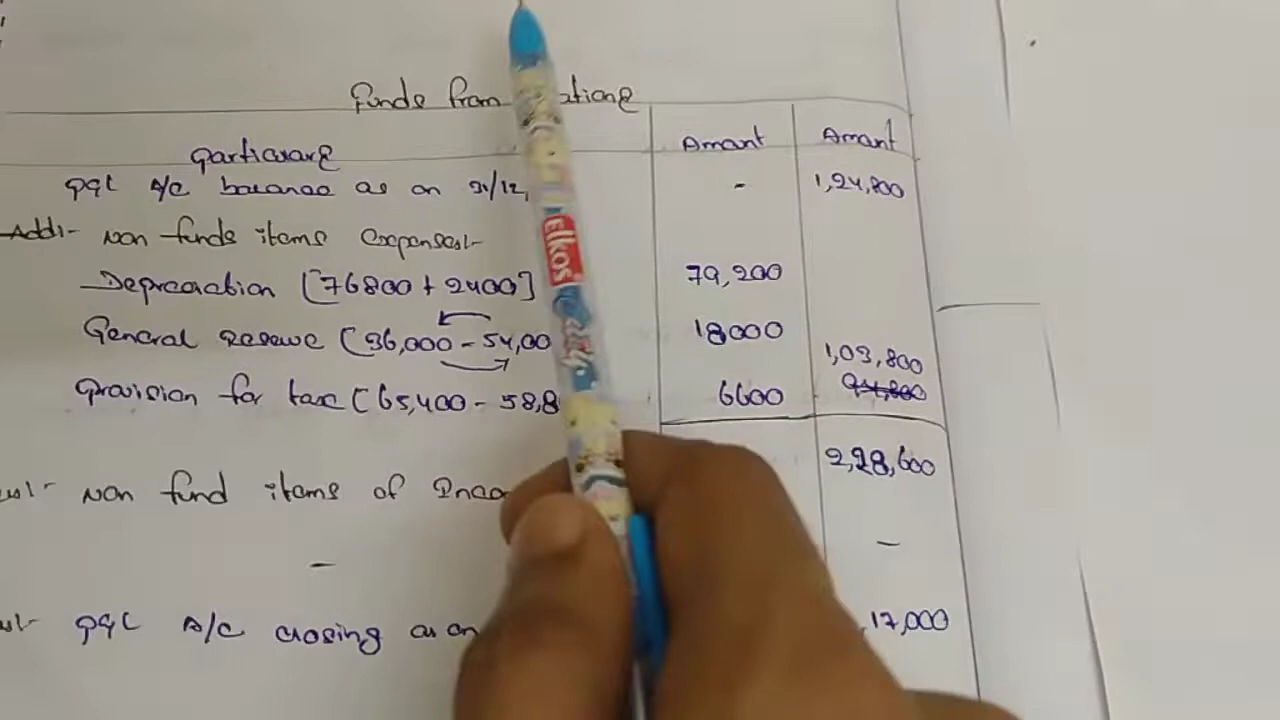 Funds from
Particulars Amount Amount
P&L A/c balance as on 31/12, - 1,24,800
Add:- Non funds items Expenses:-
Depreciation [76800 + 2400] 79,200
General Reserve (36,000 - 54,00 18000
1,03,800
Provision for tax (65,400 - 58,8 6600 94,800
2,28,600
Non fund items of
- -
P&L A/c closing as on 17,000
elkos